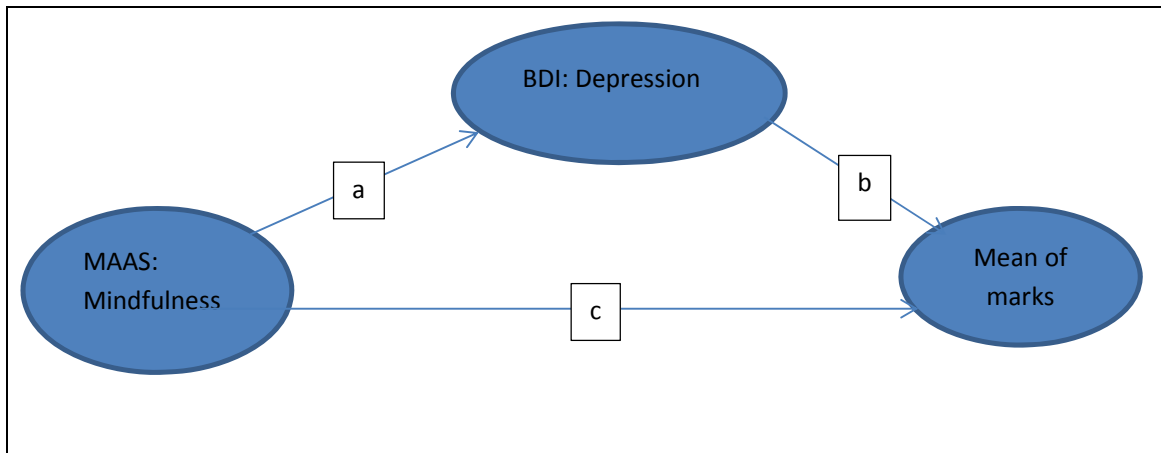 BDI: Depression
a
b
MAAS:
Mindfulness
Mean of
marks
c